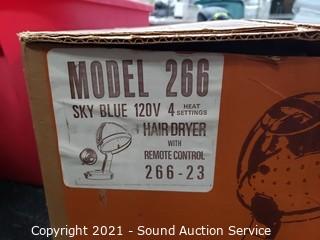 MODEL 266
SKY BLUE 120V 4 HEAT SETTINGS
HAIR DRYER
WITH
REMOTE CONTROL
266-23
Copyright 2021 - Sound Auction Service